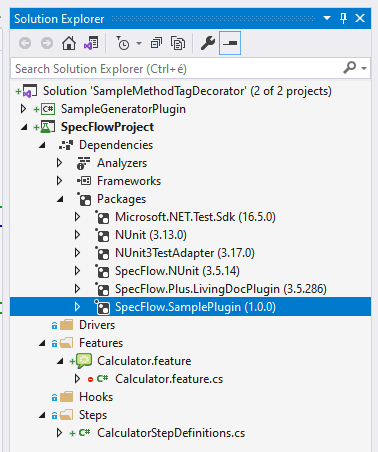 Solution Explorer
Search Solution Explorer (Ctrl+é)
Solution 'SampleMethodTagDecorator' (2 of 2 projects)
SampleGeneratorPlugin
SpecFlowProject
Dependencies
Analyzers
Frameworks
Packages
Microsoft.NET.Test.Sdk (16.5.0)
NUnit (3.13.0)
NUnit3TestAdapter (3.17.0)
SpecFlow.NUnit (3.5.14)
SpecFlow.Plus.LivingDocPlugin (3.5.286)
SpecFlow.SamplePlugin (1.0.0)
Drivers
Features
Calculator.feature
C# Calculator.feature.cs
Hooks
Steps
C# CalculatorStepDefinitions.cs